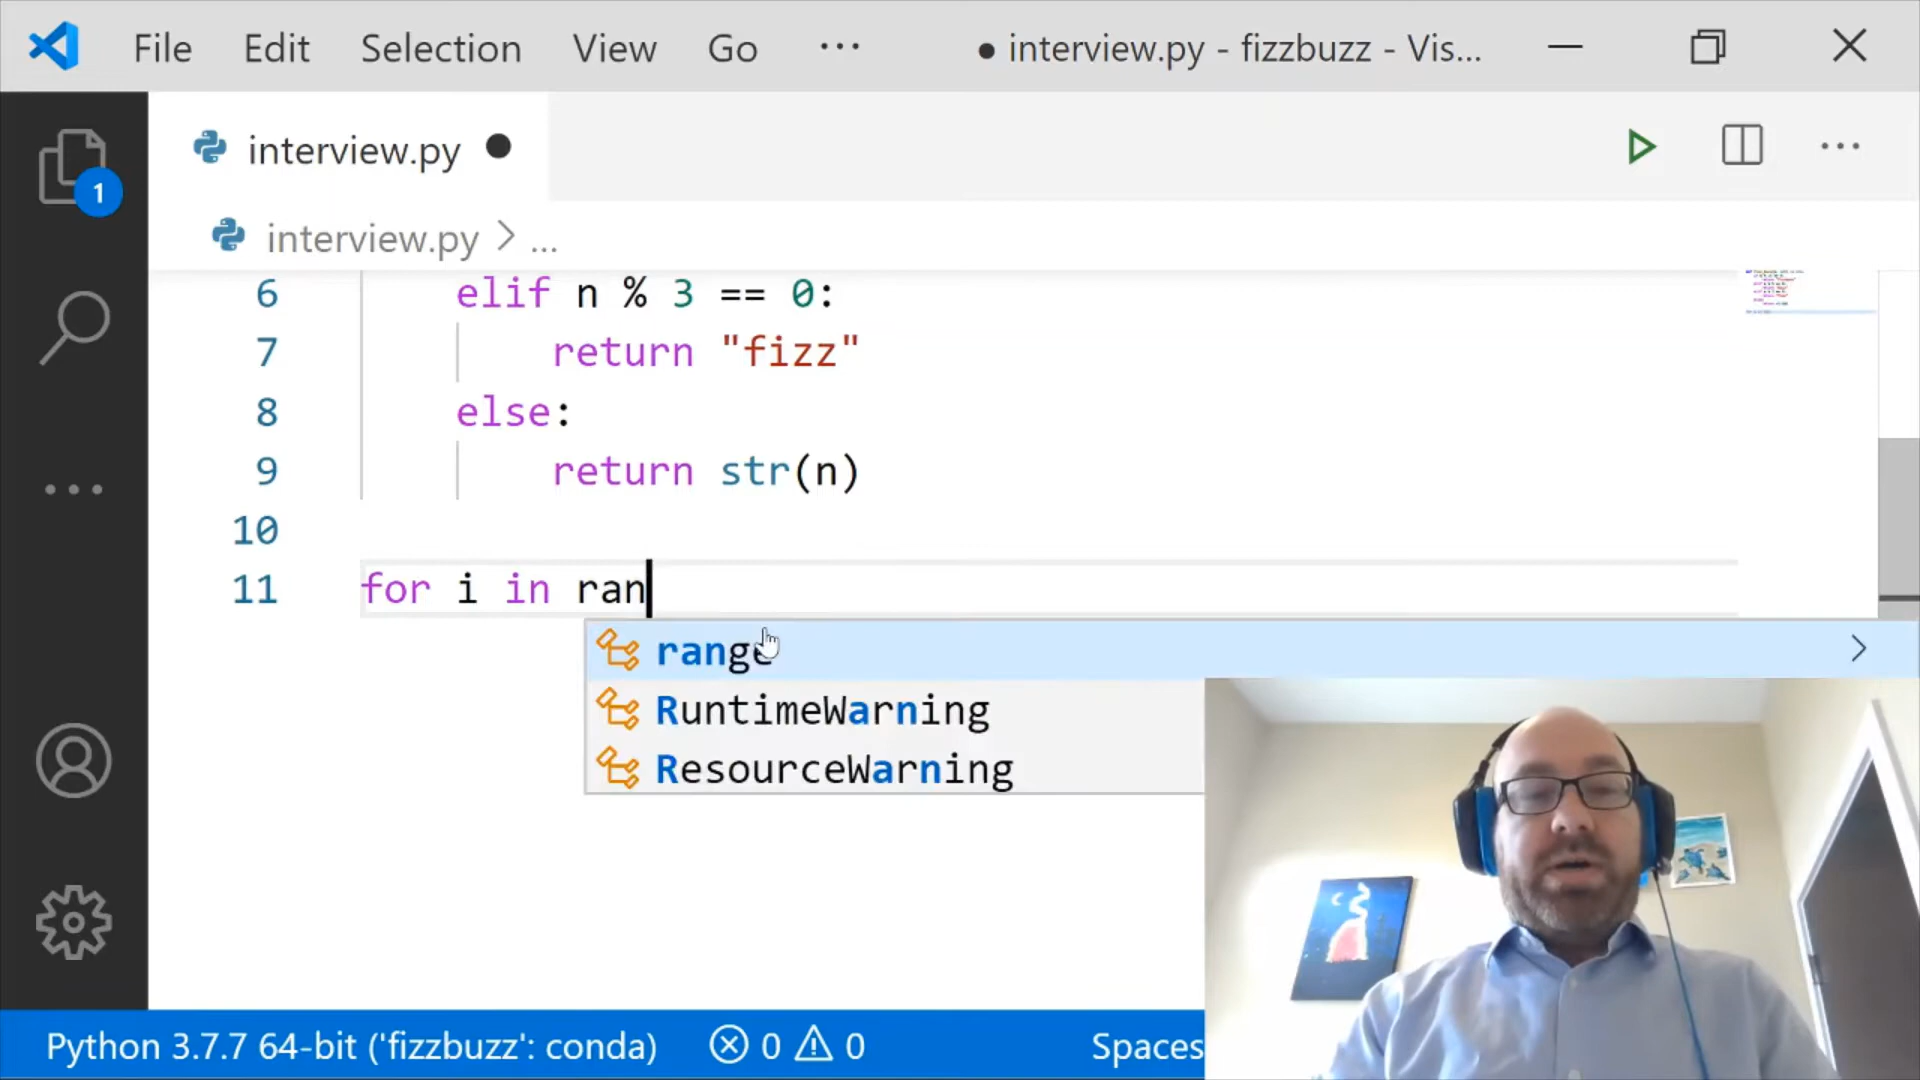 File Edit Selection View Go ··· ● interview.py - fizzbuzz - Vis...
interview.py ●
1
interview.py > ...
6 elif n % 3 == 0:
7 return "fizz"
8 else:
9 return str(n)
10
11 for i in ran
range
RuntimeWarning
ResourceWarning
Python 3.7.7 64-bit ('fizzbuzz': conda) 0 0 Spaces